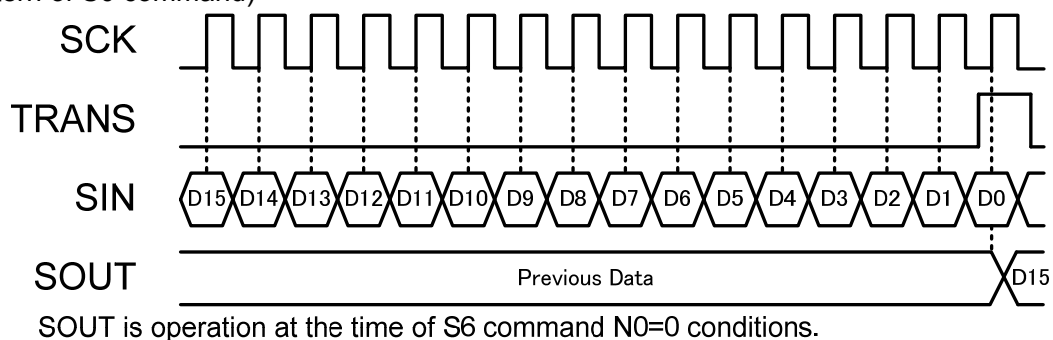 SCK
TRANS
SIN D15 D14 D13 D12 D11 D10 D9 D8 D7 D6 D5 D4 D3 D2 D1 D0
SOUT Previous Data D15
SOUT is operation at the time of S6 command N0=0 conditions.